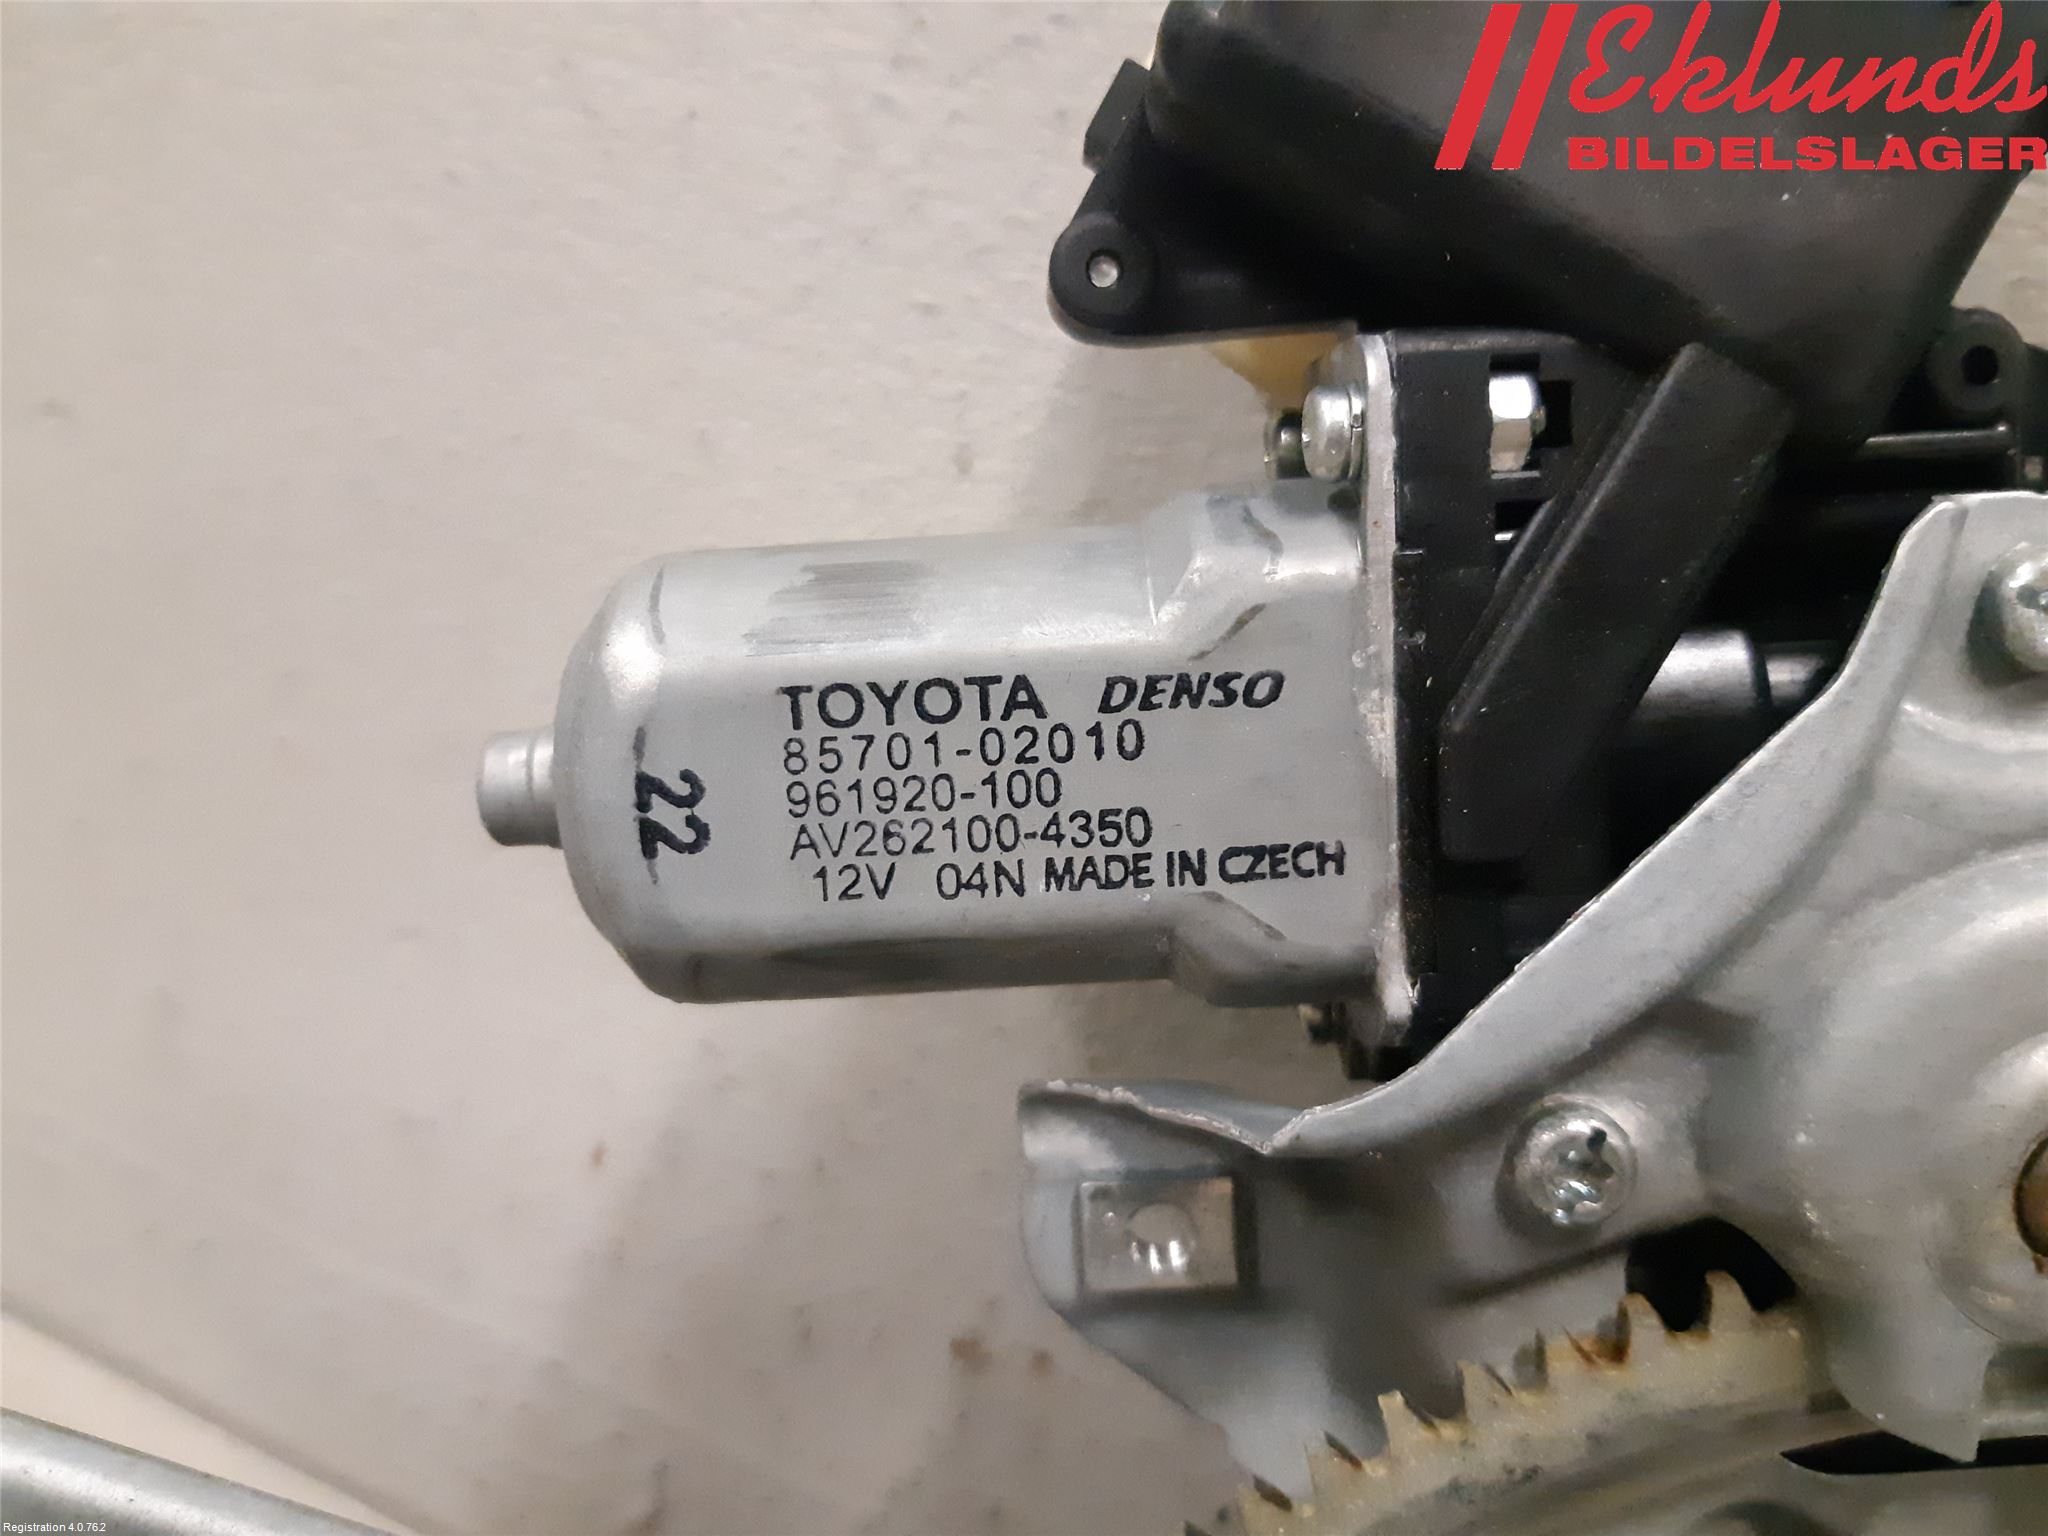 Eklunds
BILDELSLAGER
TOYOTA DENSO
85701-02010
961920-100
AV262100-4350
12V 04N MADE IN CZECH
22
Registration 4.0.762